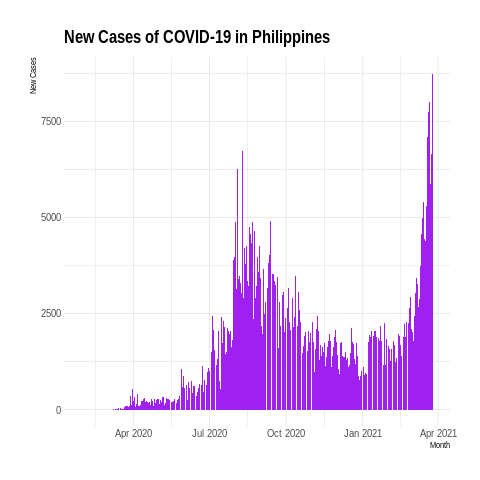 New Cases of COVID-19 in Philippines
New Cases
7500
5000
2500
0
Apr 2020
Jul 2020
Oct 2020
Jan 2021
Apr 2021
Month